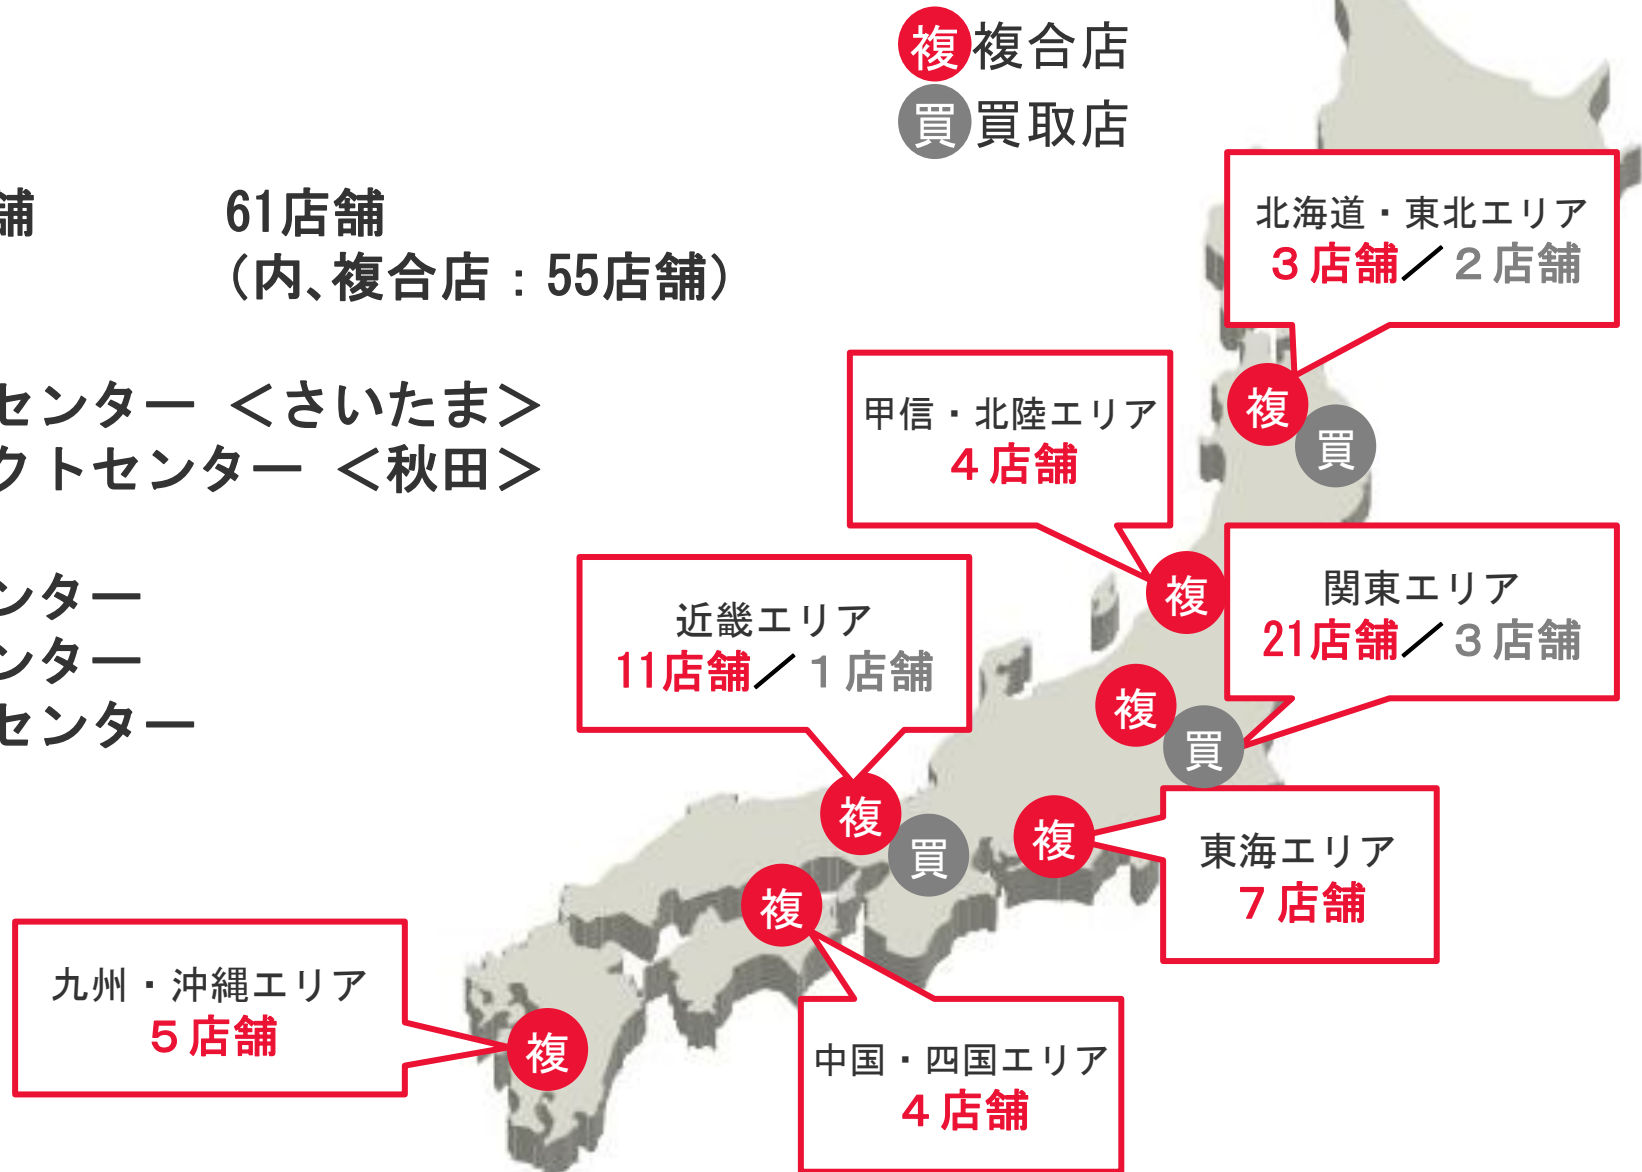 複 複合店
買 買取店
舗 61店舗
（内、複合店：55店舗）
センター ＜さいたま＞
クトセンター ＜秋田＞
ンター
ンター
センター
北海道・東北エリア
３店舗／２店舗
複
買
甲信・北陸エリア
４店舗
複
関東エリア
21店舗／３店舗
複
買
近畿エリア
11店舗／１店舗
複
買
東海エリア
７店舗
複
中国・四国エリア
４店舗
複
九州・沖縄エリア
５店舗
複